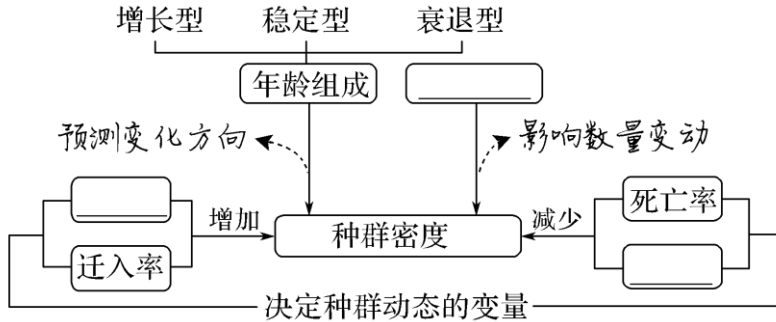 增长型 稳定型 衰退型
年龄组成
预测变化方向 影响数量变动
增加 种群密度 减少 死亡率
迁入率
决定种群动态的变量